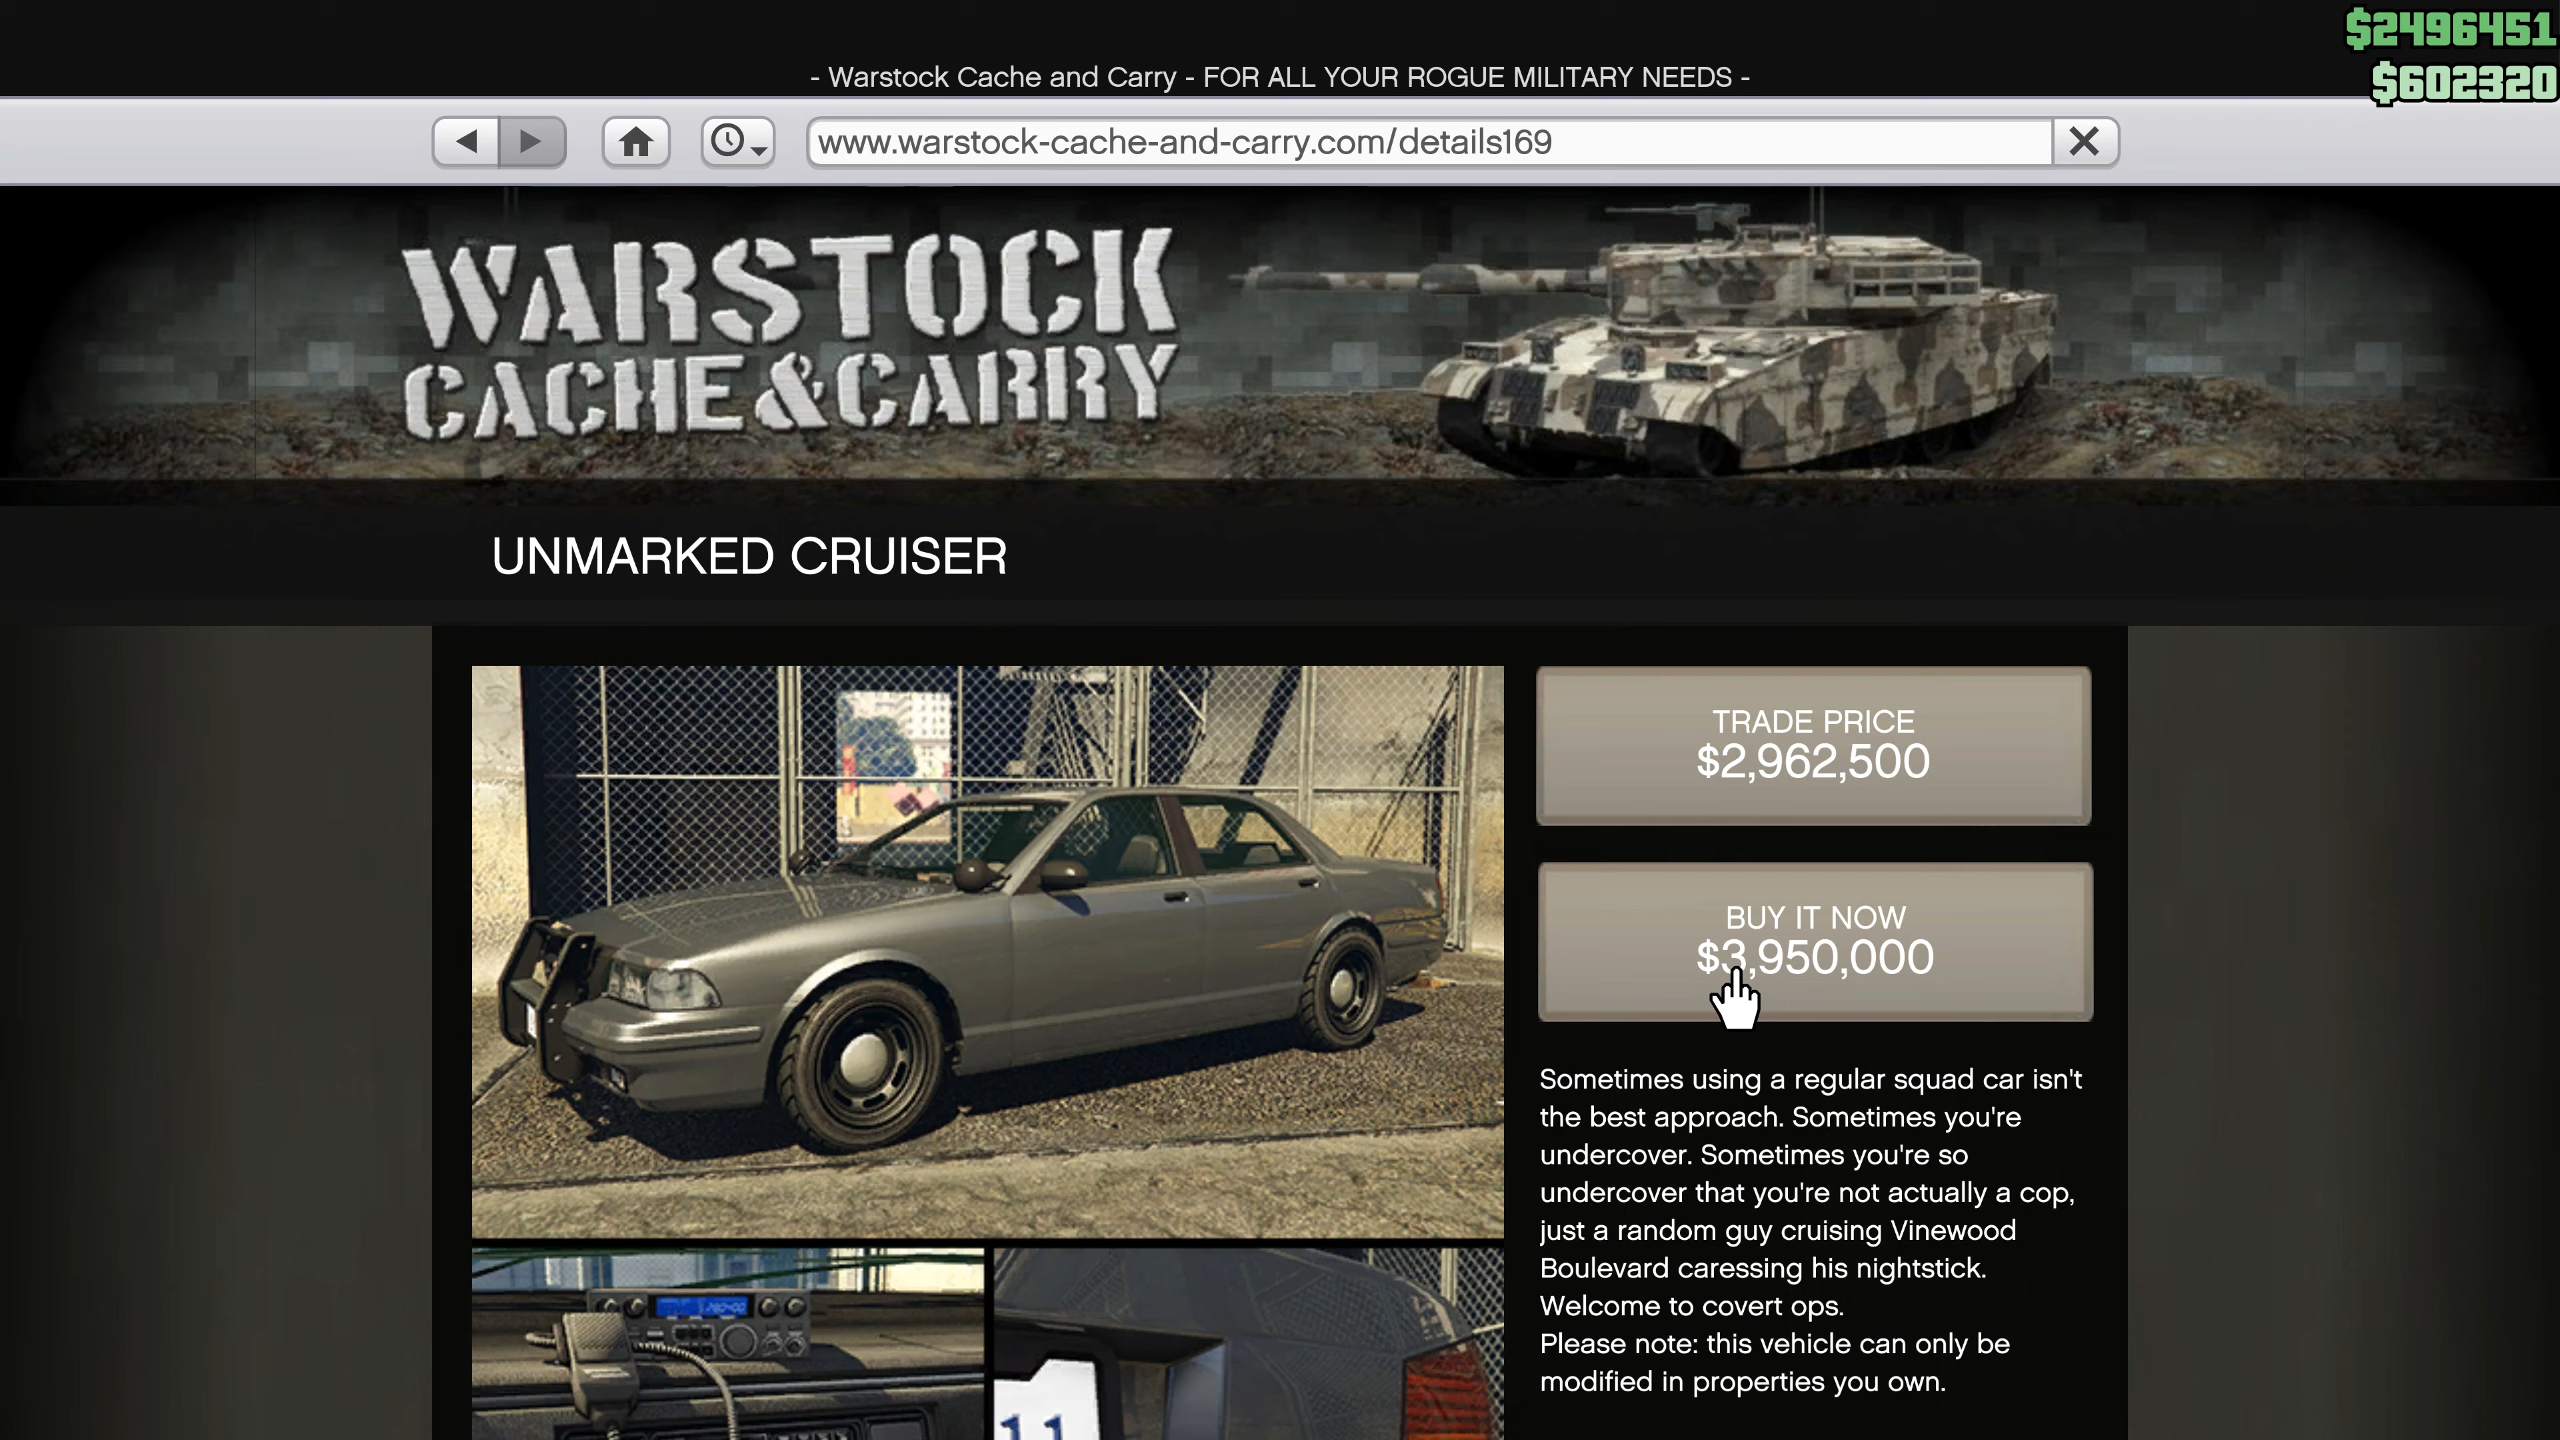 $2496451
- Warstock Cache and Carry - FOR ALL YOUR ROGUE MILITARY NEEDS -
$602320
www.warstock-cache-and-carry.com/details169
WARSTOCK
CACHE&CARRY
UNMARKED CRUISER
TRADE PRICE
$2,962,500
BUY IT NOW
$3,950,000
Sometimes using a regular squad car isn't
the best approach. Sometimes you're
undercover. Sometimes you're so
undercover that you're not actually a cop,
just a random guy cruising Vinewood
Boulevard caressing his nightstick.
Welcome to covert ops.
Please note: this vehicle can only be
modified in properties you own.